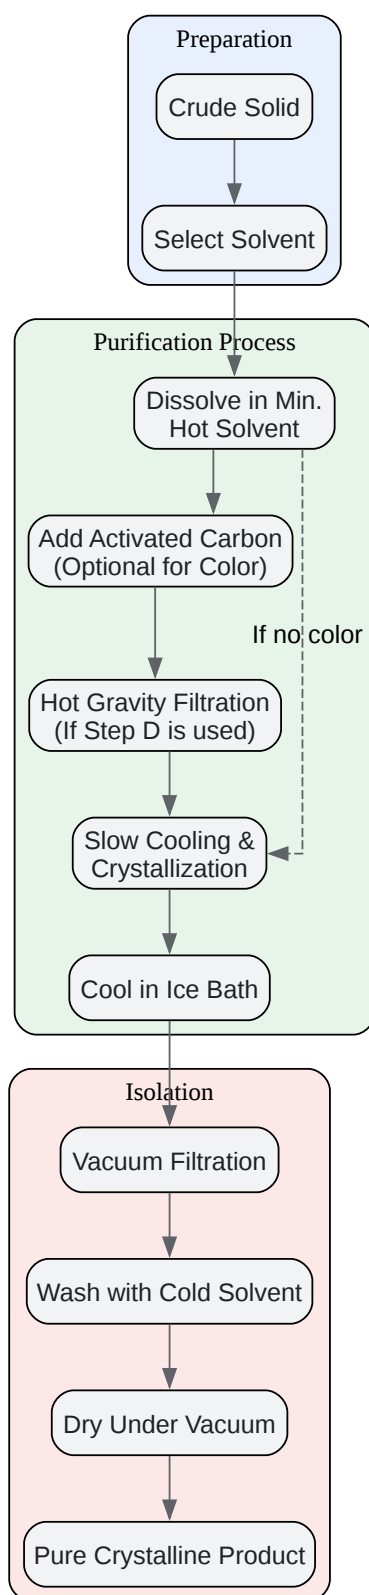 Preparation
Crude Solid
Select Solvent
Purification Process
Dissolve in Min.
Hot Solvent
Add Activated Carbon
(Optional for Color)
If no color
Hot Gravity Filtration
(If Step D is used)
Slow Cooling &
Crystallization
Cool in Ice Bath
Isolation
Vacuum Filtration
Wash with Cold Solvent
Dry Under Vacuum
Pure Crystalline Product